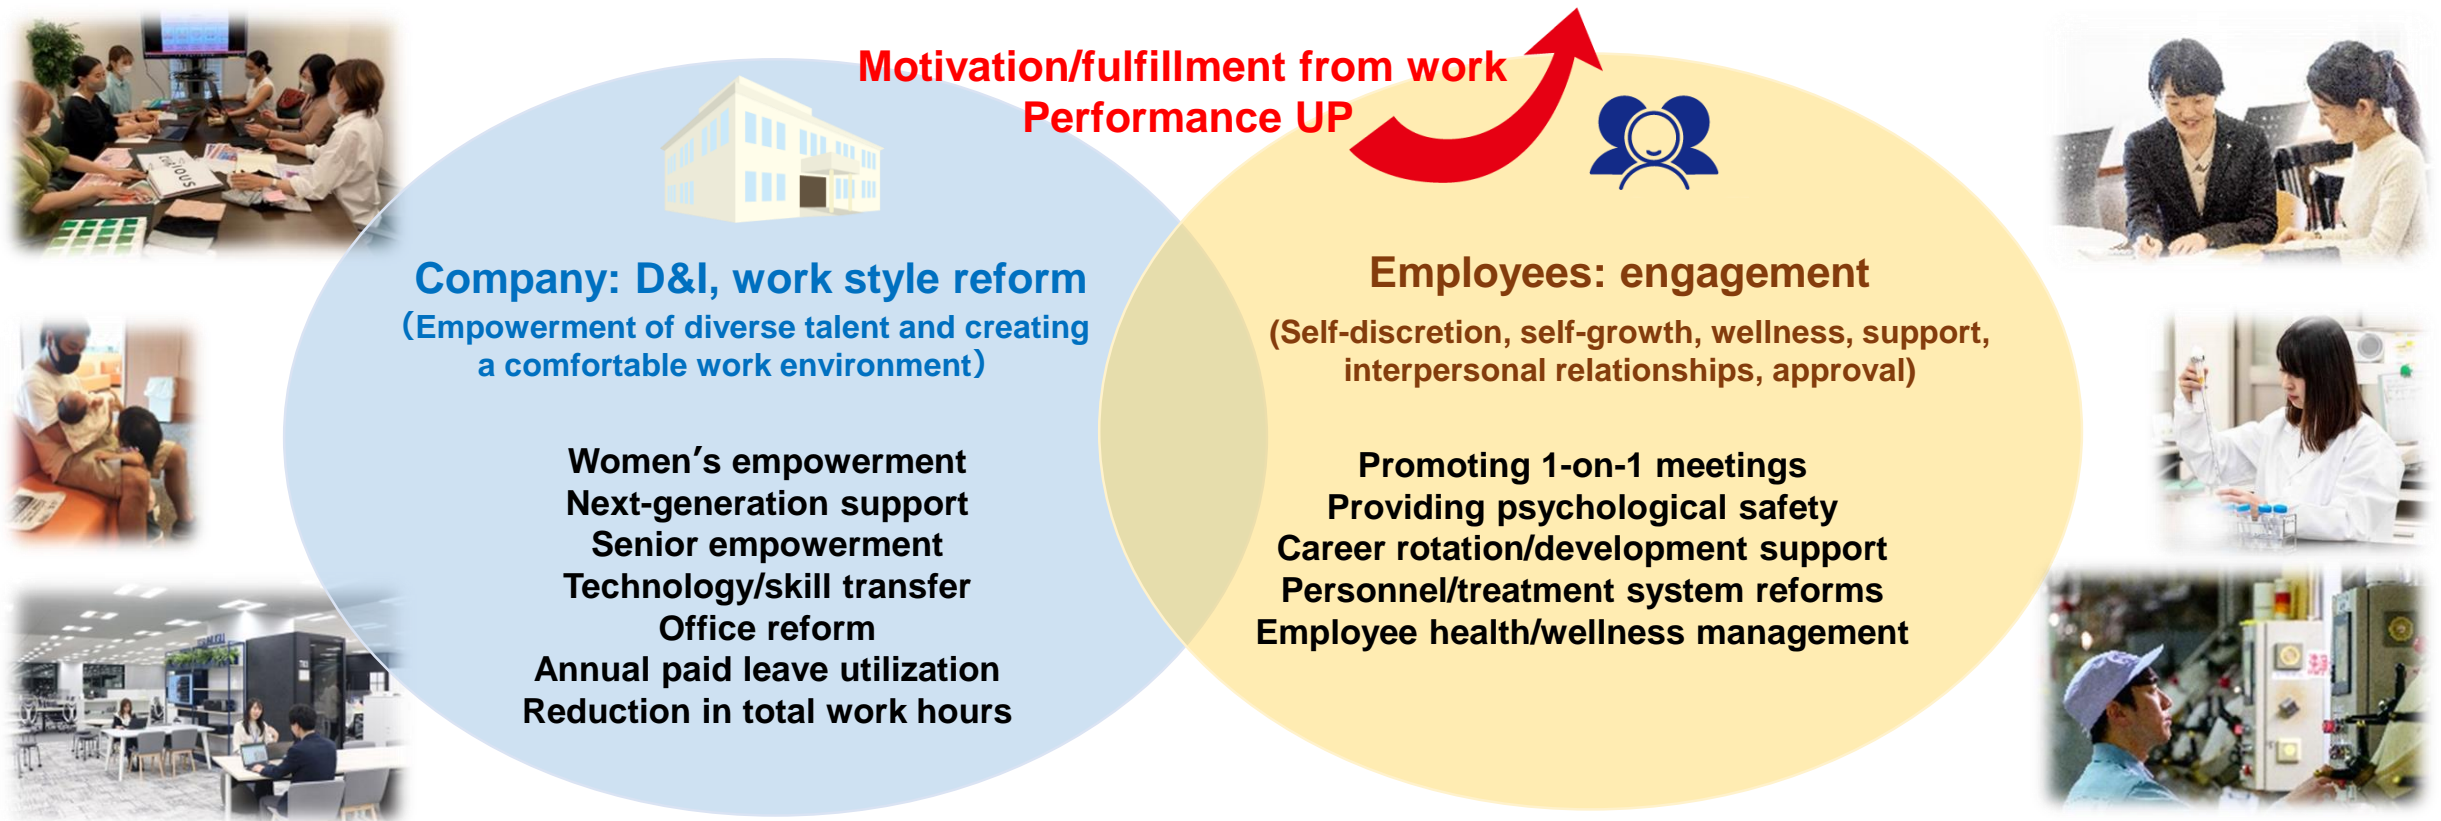 Motivation/fulfillment from work
Performance UP
Company: D&I, work style reform
（Empowerment of diverse talent and creating
a comfortable work environment）
Women’s empowerment
Next-generation support
Senior empowerment
Technology/skill transfer
Office reform
Annual paid leave utilization
Reduction in total work hours
Employees: engagement
(Self-discretion, self-growth, wellness, support,
interpersonal relationships, approval)
Promoting 1-on-1 meetings
Providing psychological safety
Career rotation/development support
Personnel/treatment system reforms
Employee health/wellness management
CURIOUS